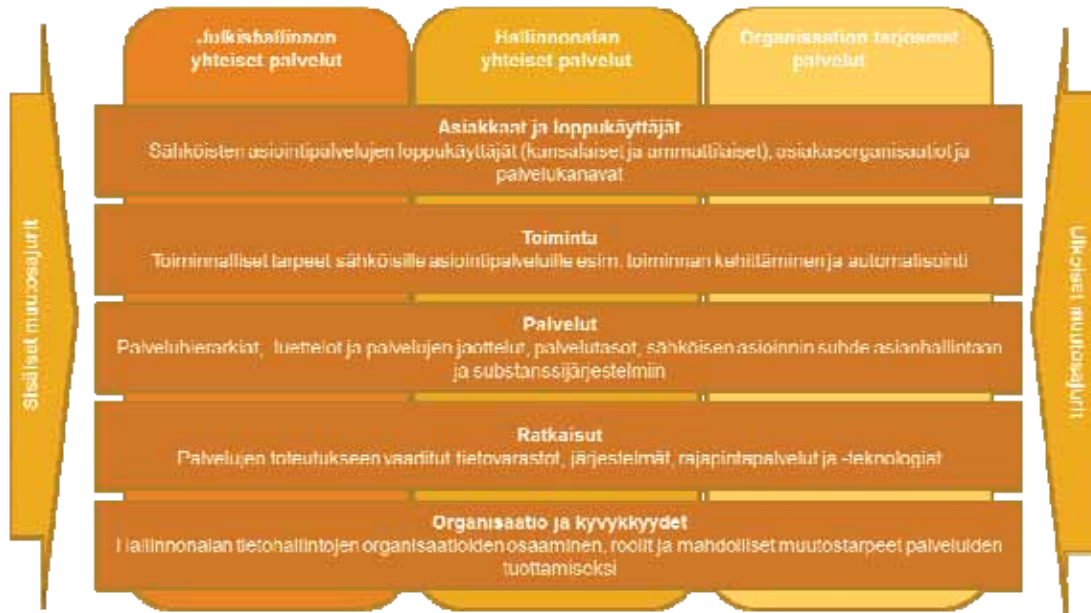 Julkishallinnon
yhteiset palvelut
Hallinnonalan
yhteiset palvelut
Organisaation tarjoamat
palvelut
Sisäiset muutosajurit
Asiakkaat ja loppukäyttäjät
Sähköisten asiointipalvelujen loppukäyttäjät (kansalaiset ja ammattilaiset), asiakasorganisaatiot ja
palvelukanavat
Toiminta
Toiminnalliset tarpeet sähköisille asiointipalveluille esim. toiminnan kehittäminen ja automatisointi
Palvelut
Palveluhierarkiat, -luettelot ja palvelujen jaottelut, palvelutasot, sähköisen asioinnin suhde asianhallintaan
ja substanssijärjestelmiin
Ratkaisut
Palvelujen toteutukseen vaaditut tietovarastot, järjestelmät, rajapintapalvelut ja -teknologiat
Organisaatio ja kyvykkyydet
Hallinnonalan tietohallintojen organisaatioiden osaaminen, roolit ja mahdolliset muutostarpeet palveluiden
tuottamiseksi
Ulkoiset muutosajurit